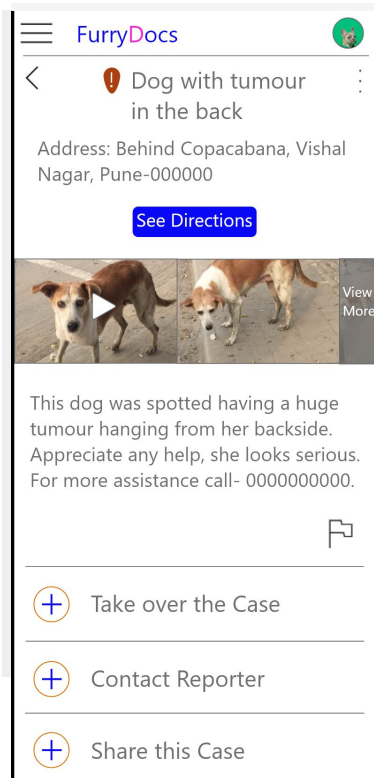 FurryDocs
Dog with tumour
in the back
Address: Behind Copacabana, Vishal
Nagar, Pune-000000
See Directions
View
More
This dog was spotted having a huge
tumour hanging from her backside.
Appreciate any help, she looks serious.
For more assistance call- 0000000000.
Take over the Case
Contact Reporter
Share this Case